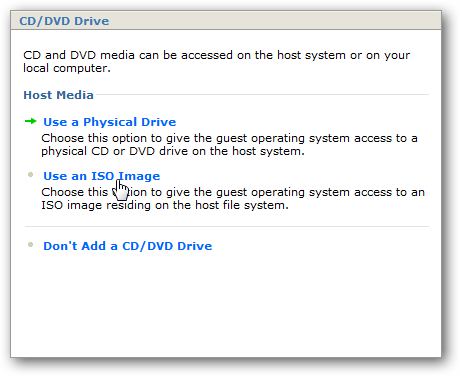 CD/DVD Drive
CD and DVD media can be accessed on the host system or on your
local computer.
Host Media
Use a Physical Drive
Choose this option to give the guest operating system access to a
physical CD or DVD drive on the host system.
Use an ISO Image
Choose this option to give the guest operating system access to an
ISO image residing on the host file system.
Don't Add a CD/DVD Drive